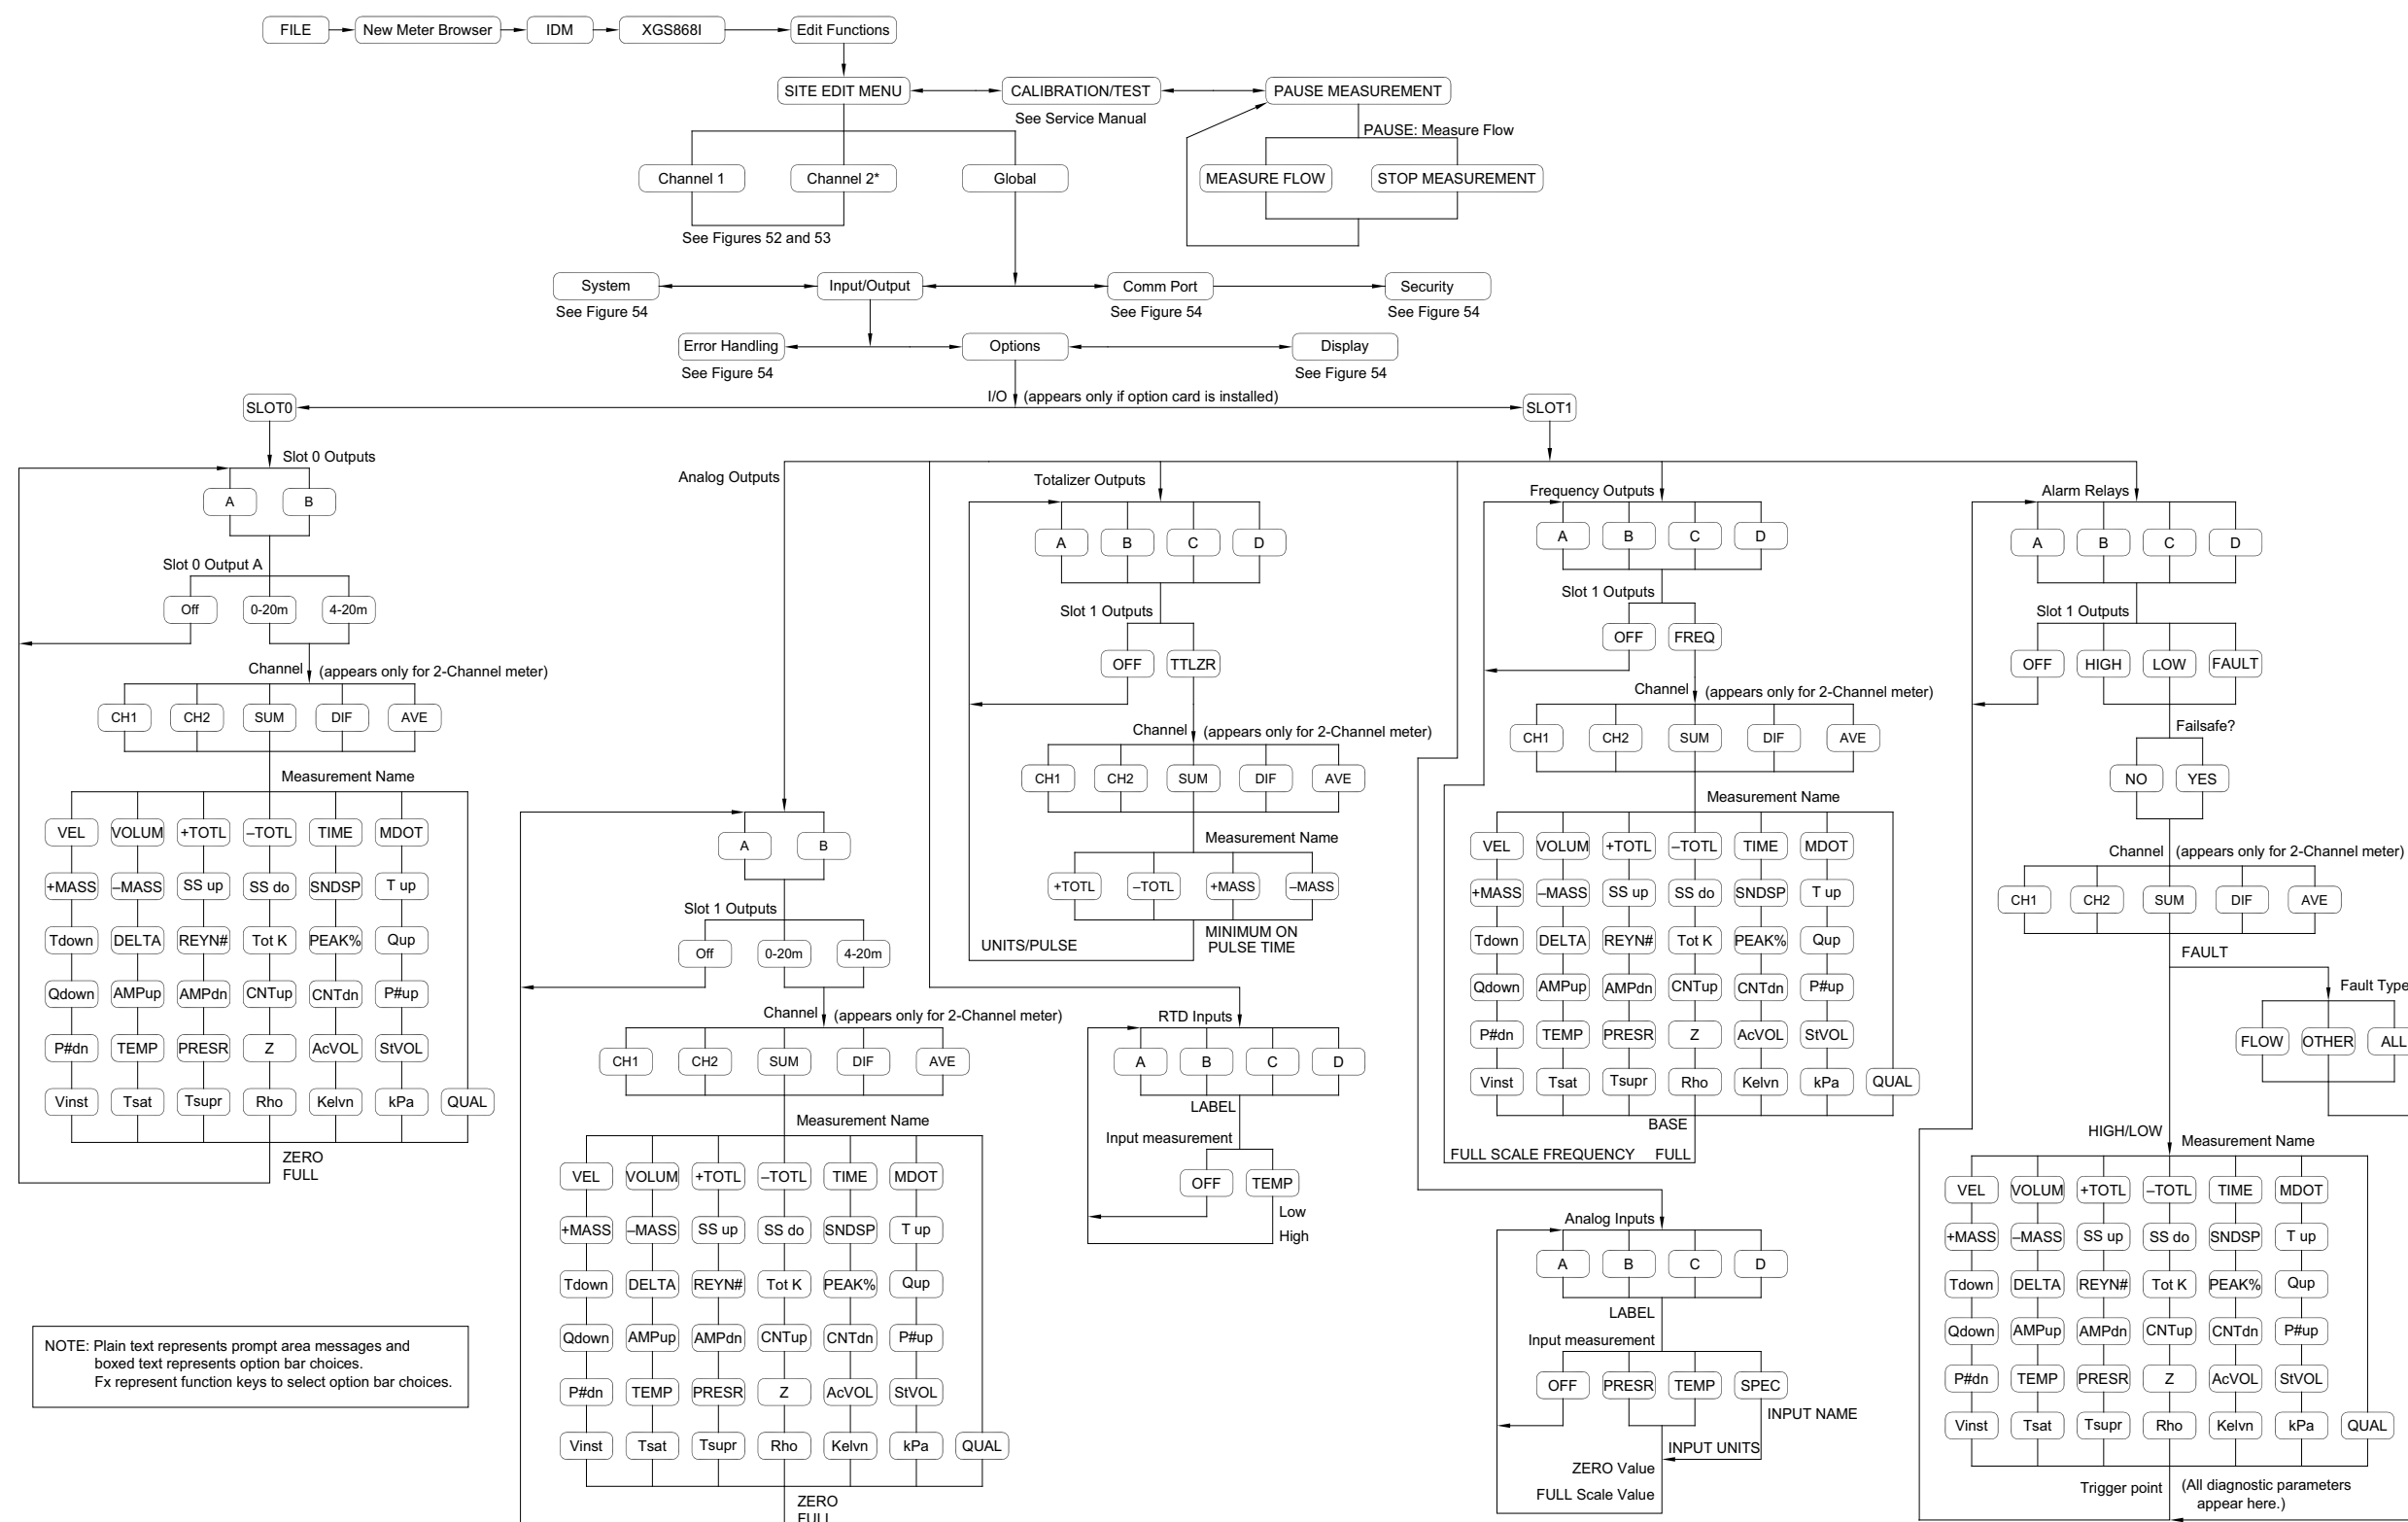 FILE New Meter Browser IDM XGS868I Edit Functions
SITE EDIT MENU CALIBRATION/TEST PAUSE MEASUREMENT
See Service Manual
PAUSE: Measure Flow
Channel 1 Channel 2* Global MEASURE FLOW STOP MEASUREMENT
See Figures 52 and 53
System Input/Output Comm Port Security
See Figure 54 See Figure 54 See Figure 54
Error Handling Options Display
See Figure 54 See Figure 54
I/O (appears only if option card is installed)
SLOT0 SLOT1
Slot 0 Outputs
A B
Slot 0 Output A
Off 0-20m 4-20m
Channel (appears only for 2-Channel meter)
CH1 CH2 SUM DIF AVE
Measurement Name
VEL VOLUM +TOTL –TOTL TIME MDOT
+MASS –MASS SS up SS do SNDSP T up
Tdown DELTA REYN# Tot K PEAK% Qup
Qdown AMPup AMPdn CNTup CNTdn P#up
P#dn TEMP PRESR Z AcVOL StVOL
Vinst Tsat Tsupr Rho Kelvn kPa QUAL
ZERO
FULL
NOTE: Plain text represents prompt area messages and
boxed text represents option bar choices.
Fx represent function keys to select option bar choices.
Analog Outputs
A B
Slot 1 Outputs
Off 0-20m 4-20m
Channel (appears only for 2-Channel meter)
CH1 CH2 SUM DIF AVE
Measurement Name
VEL VOLUM +TOTL –TOTL TIME MDOT
+MASS –MASS SS up SS do SNDSP T up
Tdown DELTA REYN# Tot K PEAK% Qup
Qdown AMPup AMPdn CNTup CNTdn P#up
P#dn TEMP PRESR Z AcVOL StVOL
Vinst Tsat Tsupr Rho Kelvn kPa QUAL
ZERO
FULL
Totalizer Outputs
A B C D
Slot 1 Outputs
OFF TTLZR
Channel (appears only for 2-Channel meter)
CH1 CH2 SUM DIF AVE
Measurement Name
+TOTL –TOTL +MASS –MASS
UNITS/PULSE MINIMUM ON
PULSE TIME
RTD Inputs
A B C D
LABEL
Input measurement
OFF TEMP
Low
High
Frequency Outputs
A B C D
Slot 1 Outputs
OFF FREQ
Channel (appears only for 2-Channel meter)
CH1 CH2 SUM DIF AVE
Measurement Name
VEL VOLUM +TOTL –TOTL TIME MDOT
+MASS –MASS SS up SS do SNDSP T up
Tdown DELTA REYN# Tot K PEAK% Qup
Qdown AMPup AMPdn CNTup CNTdn P#up
P#dn TEMP PRESR Z AcVOL StVOL
Vinst Tsat Tsupr Rho Kelvn kPa QUAL
BASE
FULL SCALE FREQUENCY FULL
Analog Inputs
A B C D
LABEL
Input measurement
OFF PRESR TEMP SPEC
INPUT NAME
INPUT UNITS
ZERO Value
FULL Scale Value
Alarm Relays
A B C D
Slot 1 Outputs
OFF HIGH LOW FAULT
Failsafe?
NO YES
Channel (appears only for 2-Channel meter)
CH1 CH2 SUM DIF AVE
FAULT
Fault Type
FLOW OTHER ALL
HIGH/LOW
Measurement Name
VEL VOLUM +TOTL –TOTL TIME MDOT
+MASS –MASS SS up SS do SNDSP T up
Tdown DELTA REYN# Tot K PEAK% Qup
Qdown AMPup AMPdn CNTup CNTdn P#up
P#dn TEMP PRESR Z AcVOL StVOL
Vinst Tsat Tsupr Rho Kelvn kPa QUAL
Trigger point (All diagnostic parameters
appear here.)